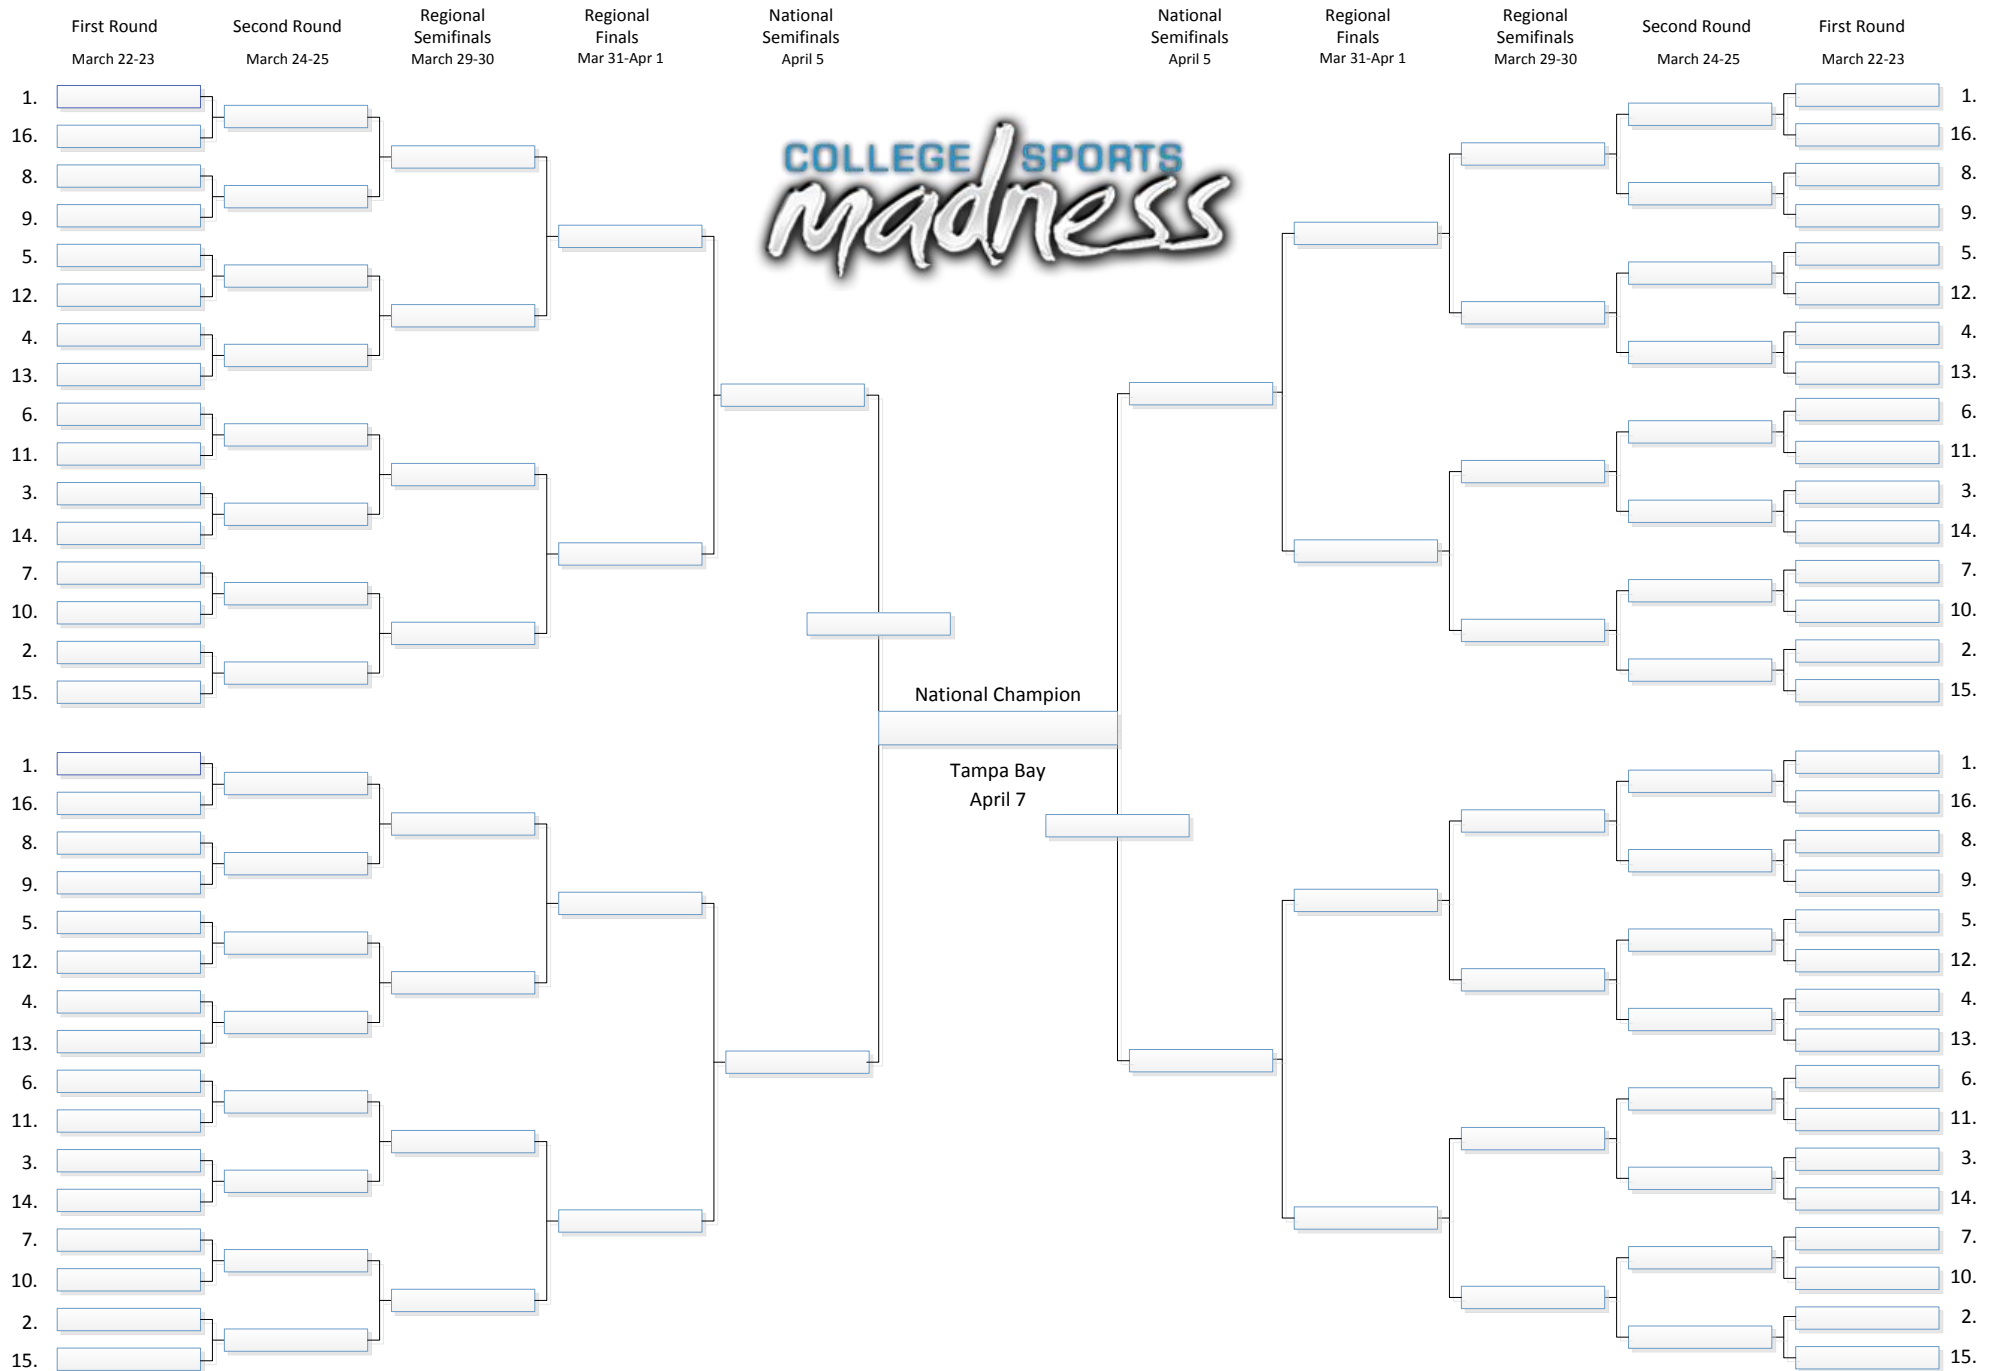 First Round
March 22-23
Second Round
March 24-25
Regional
Semifinals
March 29-30
Regional
Finals
Mar 31-Apr 1
National
Semifinals
April 5
National
Semifinals
April 5
Regional
Finals
Mar 31-Apr 1
Regional
Semifinals
March 29-30
Second Round
March 24-25
First Round
March 22-23
COLLEGE SPORTS
madness
1.
16.
8.
9.
5.
12.
4.
13.
6.
11.
3.
14.
7.
10.
2.
15.
1.
16.
8.
9.
5.
12.
4.
13.
6.
11.
3.
14.
7.
10.
2.
15.
National Champion
Tampa Bay
April 7
1.
16.
8.
9.
5.
12.
4.
13.
6.
11.
3.
14.
7.
10.
2.
15.
1.
16.
8.
9.
5.
12.
4.
13.
6.
11.
3.
14.
7.
10.
2.
15.